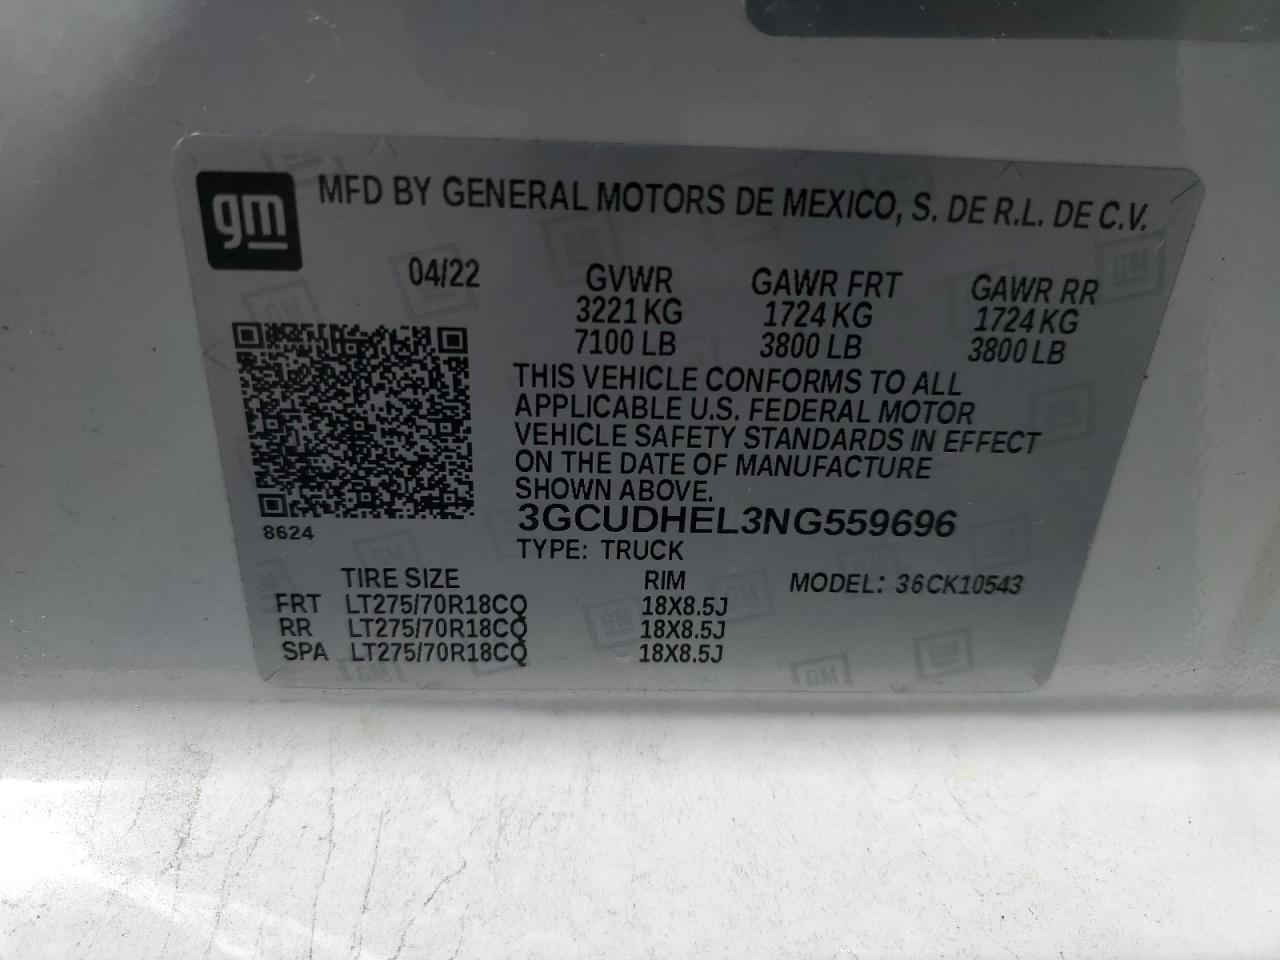 gm
MFD BY GENERAL MOTORS DE MEXICO, S. DE R.L. DE C.V.
04/22 GVWR GAWR FRT GAWR RR
3221 KG 1724 KG 1724 KG
7100 LB 3800 LB 3800 LB
THIS VEHICLE CONFORMS TO ALL
APPLICABLE U.S. FEDERAL MOTOR
VEHICLE SAFETY STANDARDS IN EFFECT
ON THE DATE OF MANUFACTURE
SHOWN ABOVE.
8624
3GCUDHEL3NG559696
TYPE: TRUCK
TIRE SIZE RIM MODEL: 36CK10543
FRT LT275/70R18CQ 18X8.5J
RR LT275/70R18CQ 18X8.5J
SPA LT275/70R18CQ 18X8.5J